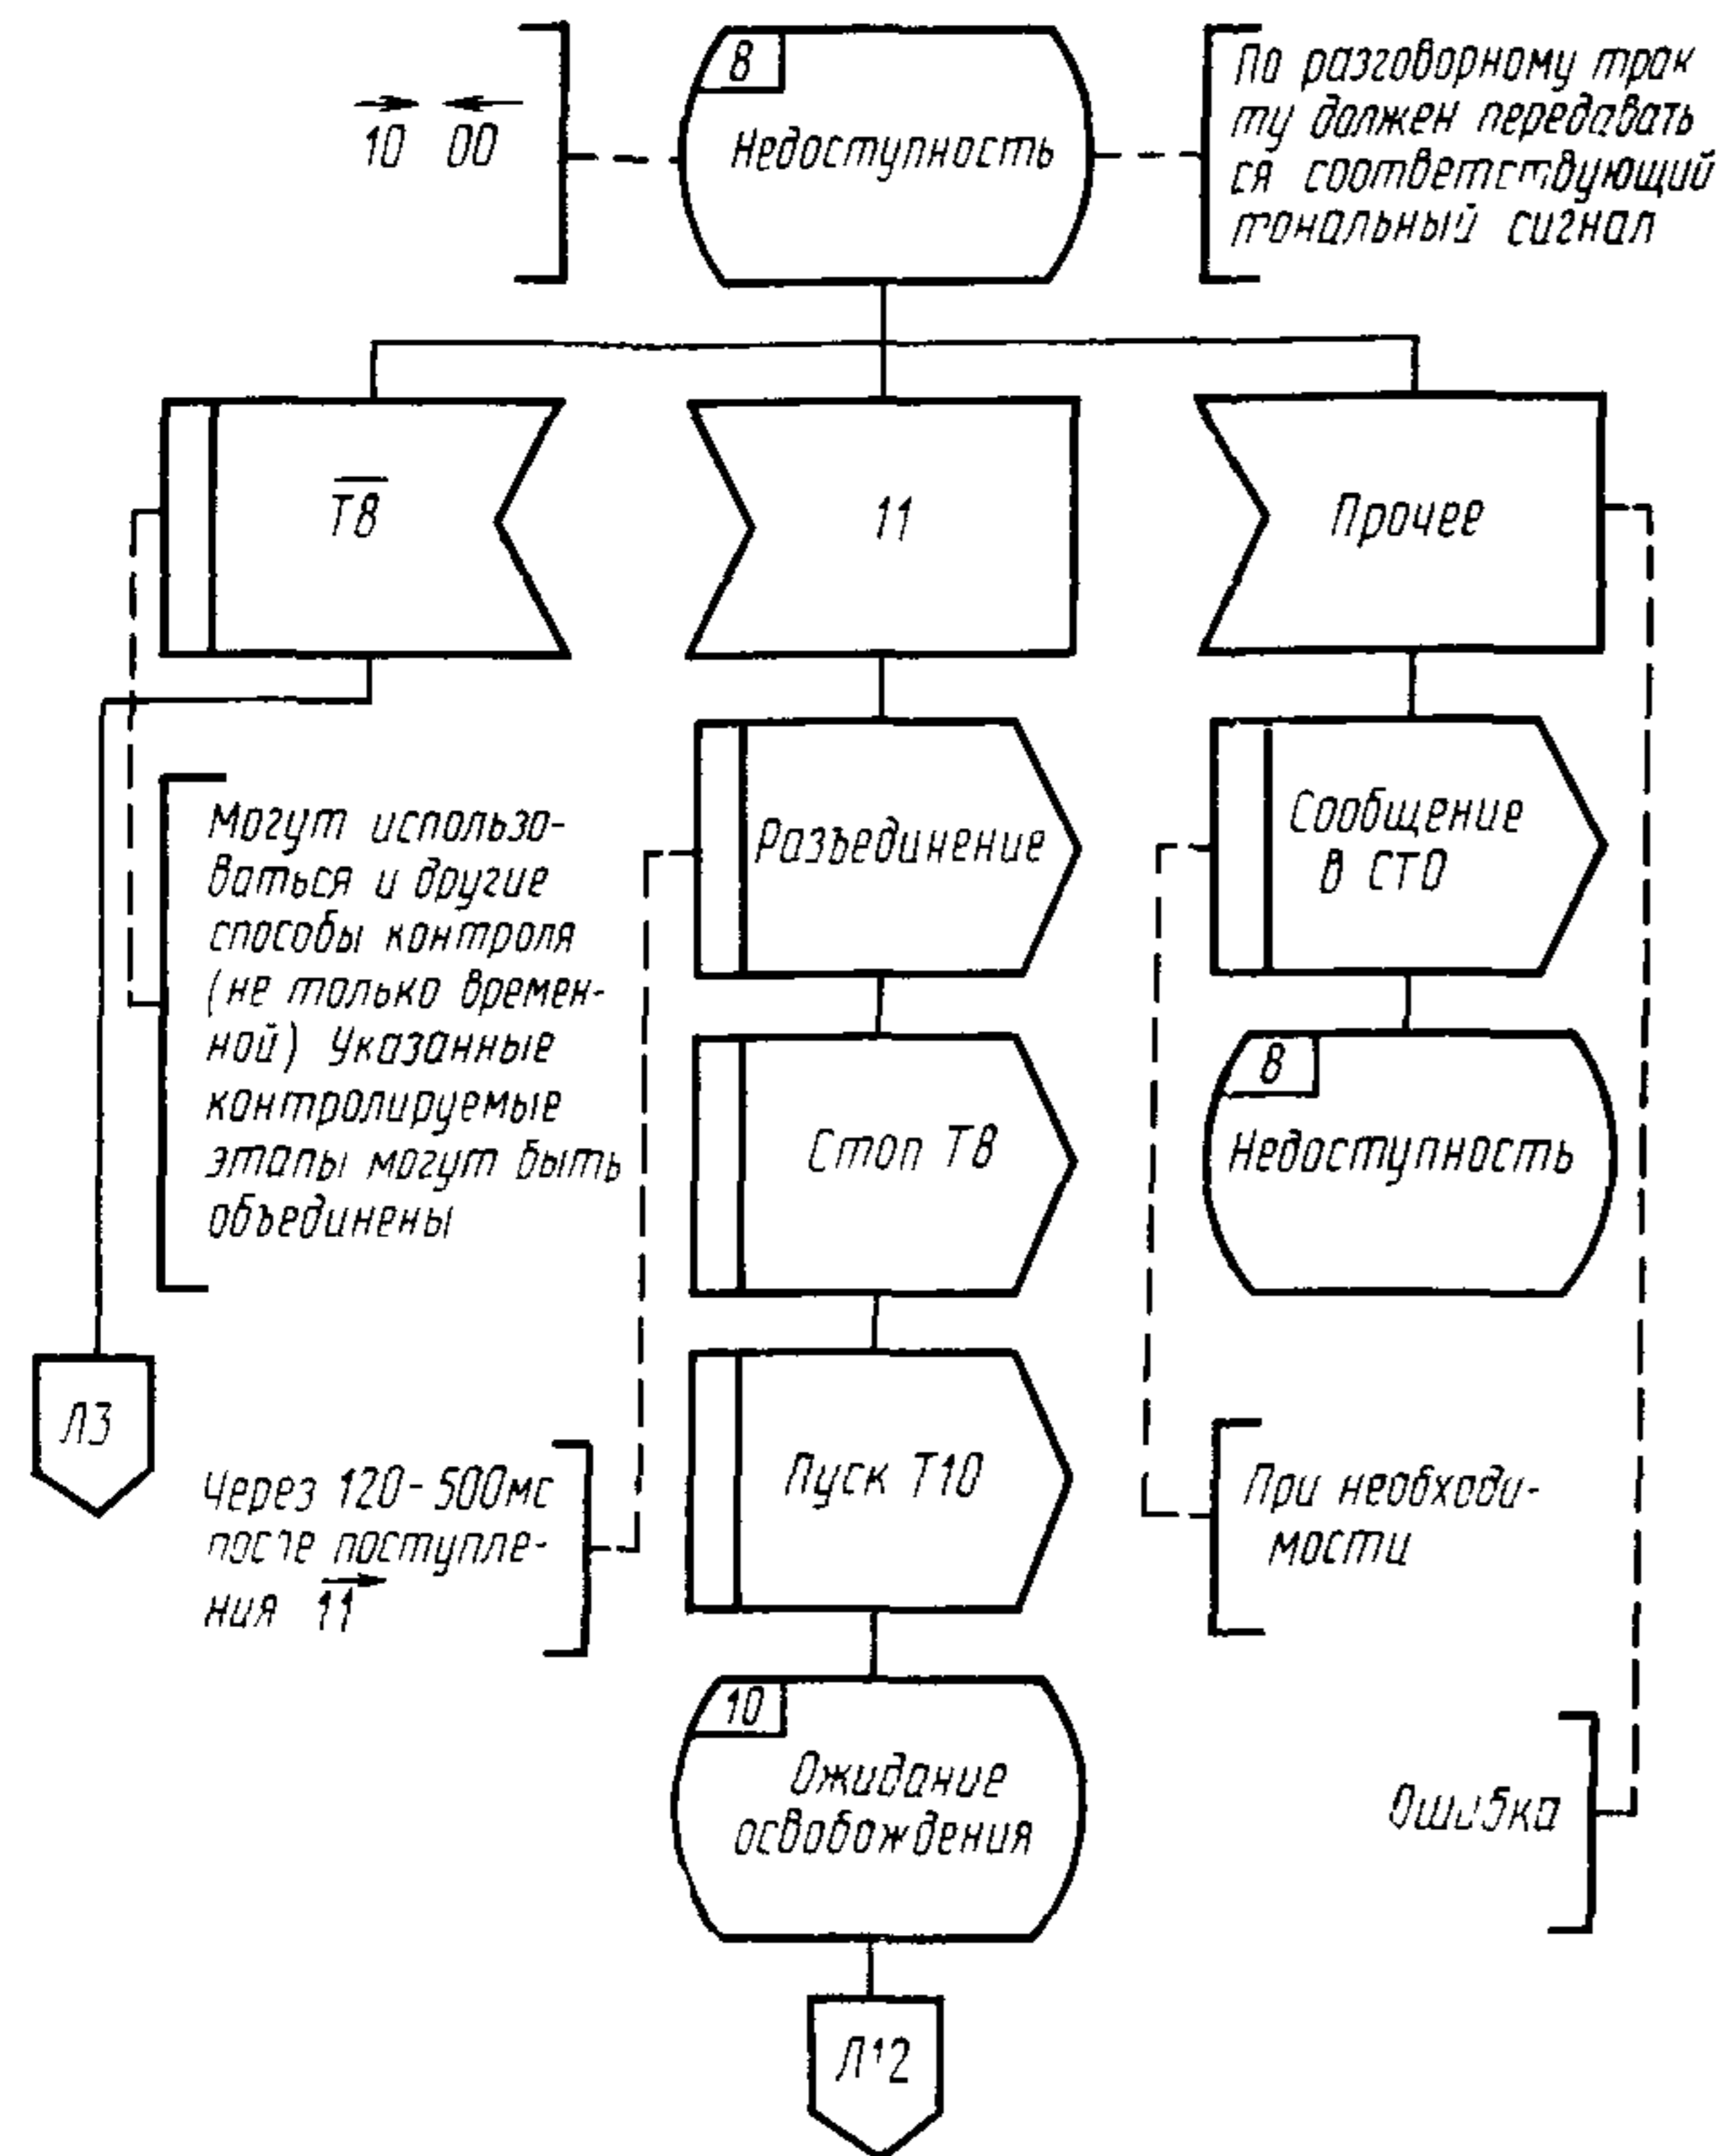 10 00
8
Недоступность
По разговорному трак
ту должен передавать
ся соответствующий
тональный сигнал
T8
11
Прочее
Могут использо-
ваться и другие
способы контроля
(не только времен-
ной) Указанные
контролируемые
этапы могут быть
объединены
Разъединение
Сообщение
в СТО
Стоп T8
8
Недоступность
Л3
Через 120-500мс
после поступле-
ния 11
Пуск T10
При необходи-
мости
10
Ожидание
освобождения
Ошибка
Л12